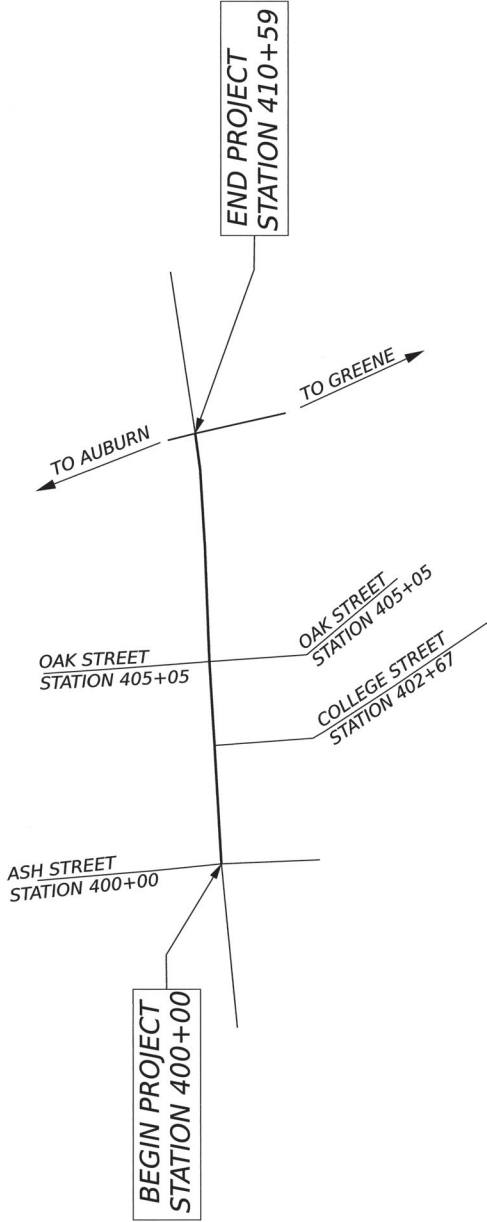 END PROJECT
STATION 410+59
TO GREENE
TO AUBURN
OAK STREET
STATION 405+05
OAK STREET
STATION 405+05
COLLEGE STREET
STATION 402+67
ASH STREET
STATION 400+00
BEGIN PROJECT
STATION 400+00